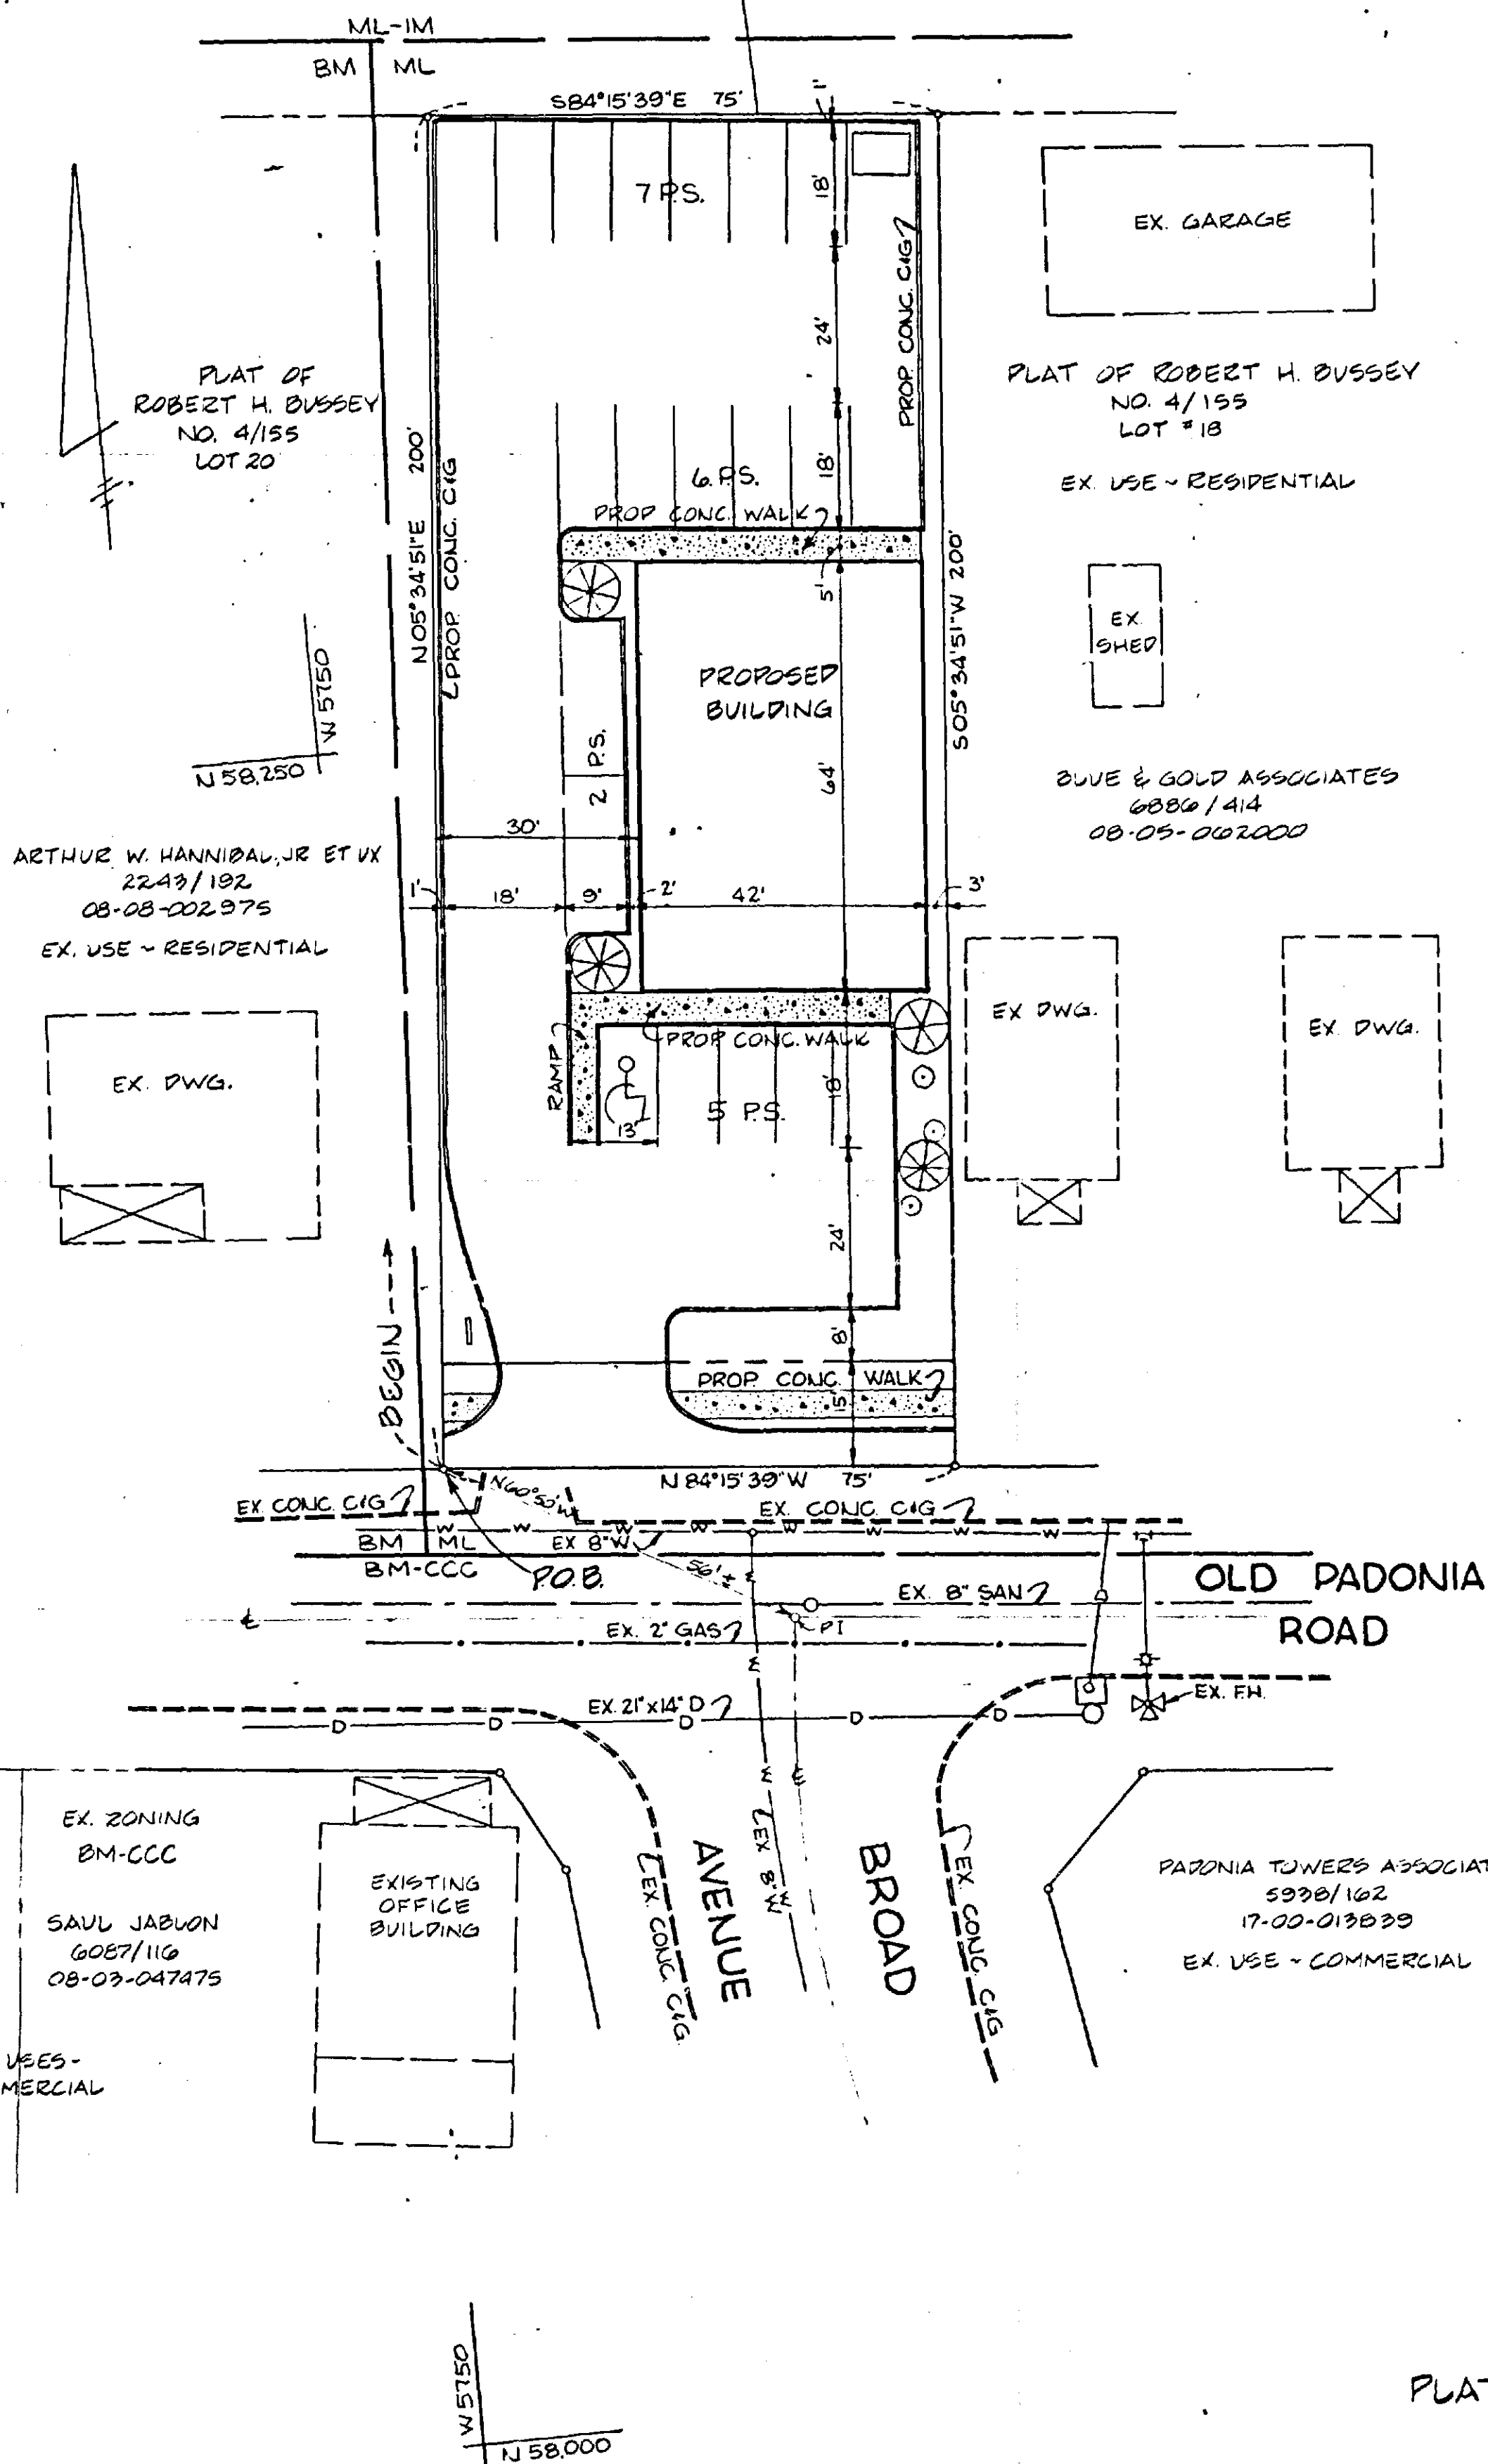 ML-IM
BM ML
S84°15'39"E 75'
1'
7 P.S.
18'
EX. GARAGE
PROP. CONC. C&G
24'
PLAT OF
ROBERT H. BUSSEY
NO. 4/155
LOT 20
PLAT OF ROBERT H. BUSSEY
NO. 4/155
LOT #18
EX. USE ~ RESIDENTIAL
N05°34'51"E 200'
PROP. CONC. C&G
6 P.S.
18'
PROP CONC. WALK
5'
S05°34'51"W 200'
EX.
SHED
PROPOSED
BUILDING
W 5750
N 58,250
2 P.S.
64'
BLUE & GOLD ASSOCIATES
6886/414
08-05-062000
30'
ARTHUR W. HANNIBAL, JR ET UX
2243/192
08-08-002975
EX. USE ~ RESIDENTIAL
1'
18'
9'
2'
42'
3'
EX DWG.
EX. DWG.
EX. DWG.
PROP CONC. WALK
RAMP
13'
5 P.S.
18'
24'
8'
BEGIN
PROP. CONC. WALK
15'
N 84°15'39"W 75'
N60°50'W
EX. CONC. C&G
EX. CONC. C&G
W W W W W W W W
BM ML
EX 8"W
BM-CCC
P.O.B.
56'±
EX. 8" SAN
OLD PADONIA
ROAD
EX. 2" GAS
PI
EX. 21"x14" D
D D D D D
EX. F.H.
EX. ZONING
BM-CCC
SAUL JABLON
6087/116
08-03-047475
EXISTING
OFFICE
BUILDING
EX. CONC. C&G
AVENUE
EX 8"W
BROAD
EX. CONC. C&G
PADONIA TOWERS ASSOCIAT
5938/162
17-00-013839
EX. USE ~ COMMERCIAL
USES-
MERCIAL
W 5750
N 58,000
PLAT